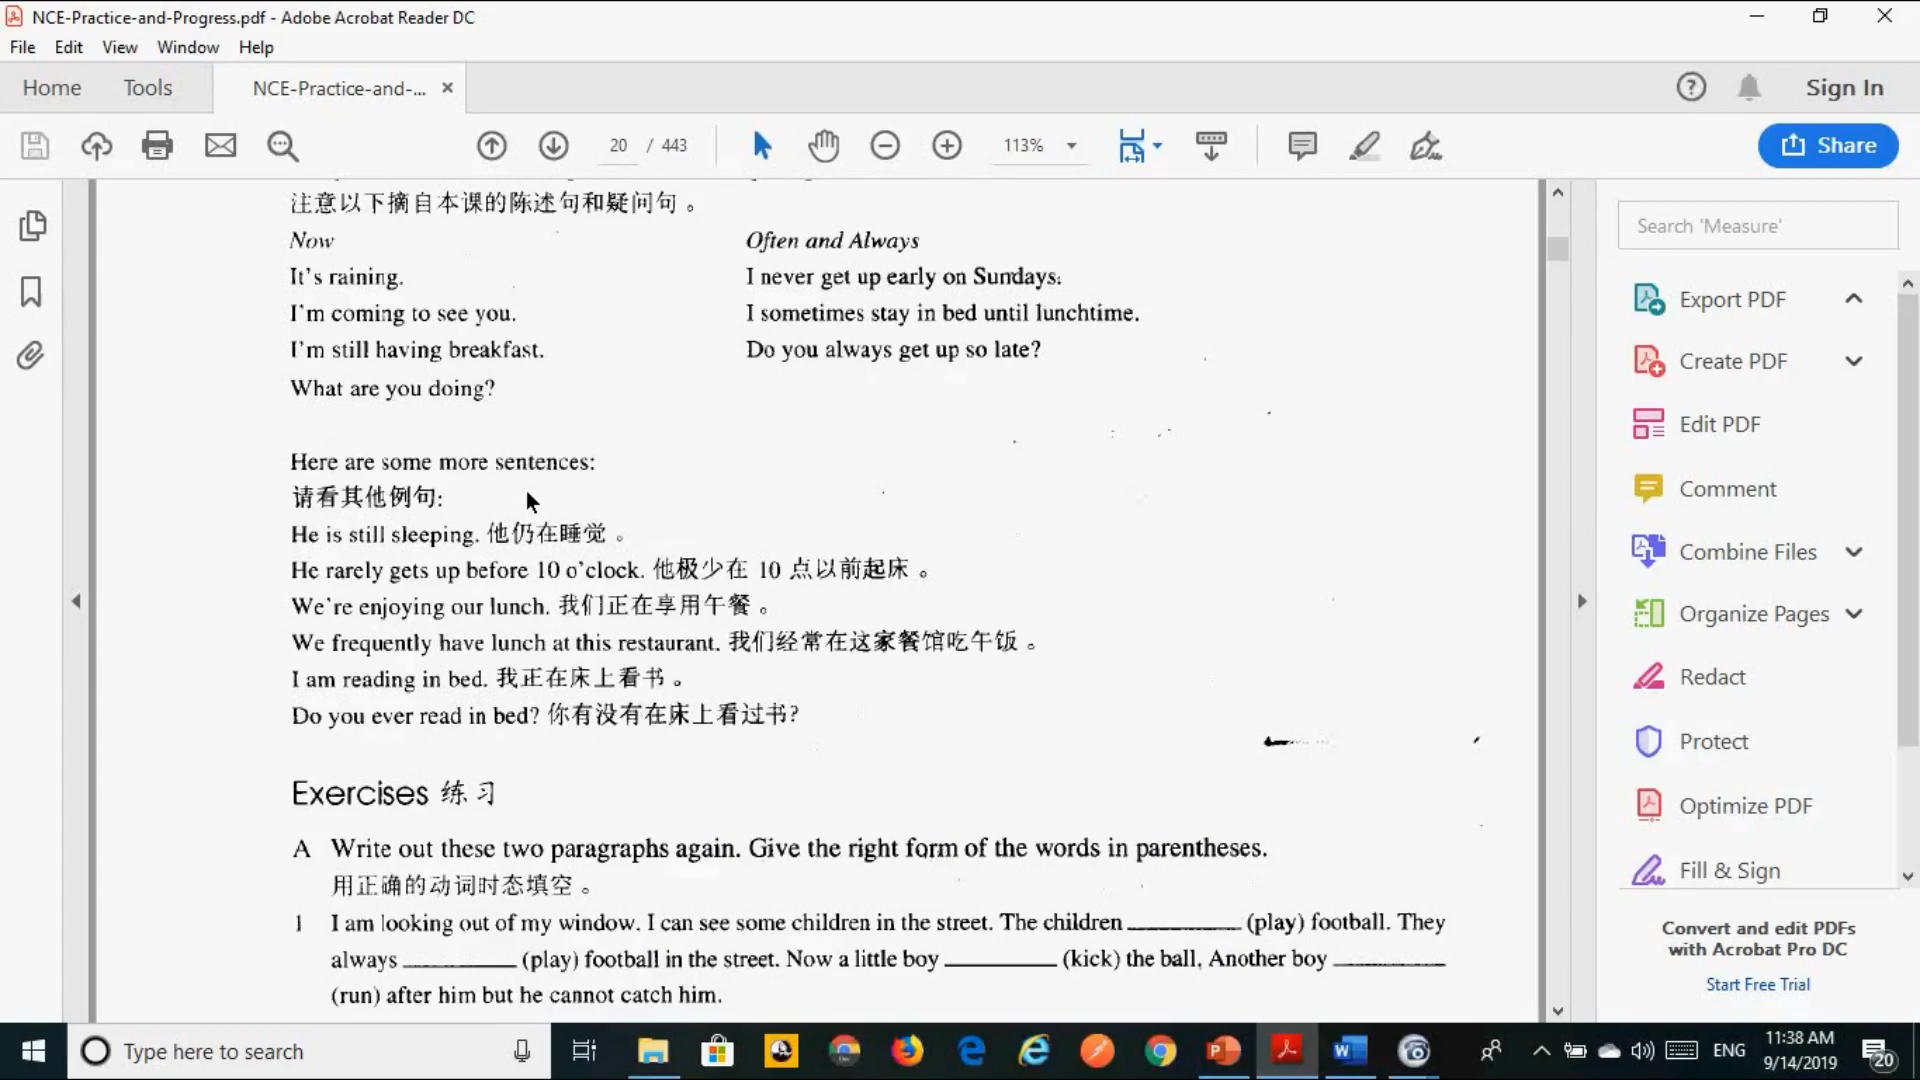 NCE-Practice-and-Progress.pdf - Adobe Acrobat Reader DC
File Edit View Window Help
Home Tools NCE-Practice-and-... × Sign In
20 / 443 113% Share
注意以下摘自本课的陈述句和疑问句。
Now Often and Always
It's raining. I never get up early on Sundays.
I'm coming to see you. I sometimes stay in bed until lunchtime.
I'm still having breakfast. Do you always get up so late?
What are you doing?
Here are some more sentences:
请看其他例句:
He is still sleeping. 他仍在睡觉。
He rarely gets up before 10 o'clock. 他极少在 10 点以前起床。
We're enjoying our lunch. 我们正在享用午餐。
We frequently have lunch at this restaurant. 我们经常在这家餐馆吃午饭。
I am reading in bed. 我正在床上看书。
Do you ever read in bed? 你有没有在床上看过书?
Exercises 练习
A Write out these two paragraphs again. Give the right form of the words in parentheses.
用正确的动词时态填空。
1 I am looking out of my window. I can see some children in the street. The children ________ (play) football. They
always ________ (play) football in the street. Now a little boy ________ (kick) the ball, Another boy ________
(run) after him but he cannot catch him.
Search 'Measure'
Export PDF
Create PDF
Edit PDF
Comment
Combine Files
Organize Pages
Redact
Protect
Optimize PDF
Fill & Sign
Convert and edit PDFs
with Acrobat Pro DC
Start Free Trial
Type here to search
ENG
11:38 AM
9/14/2019
20